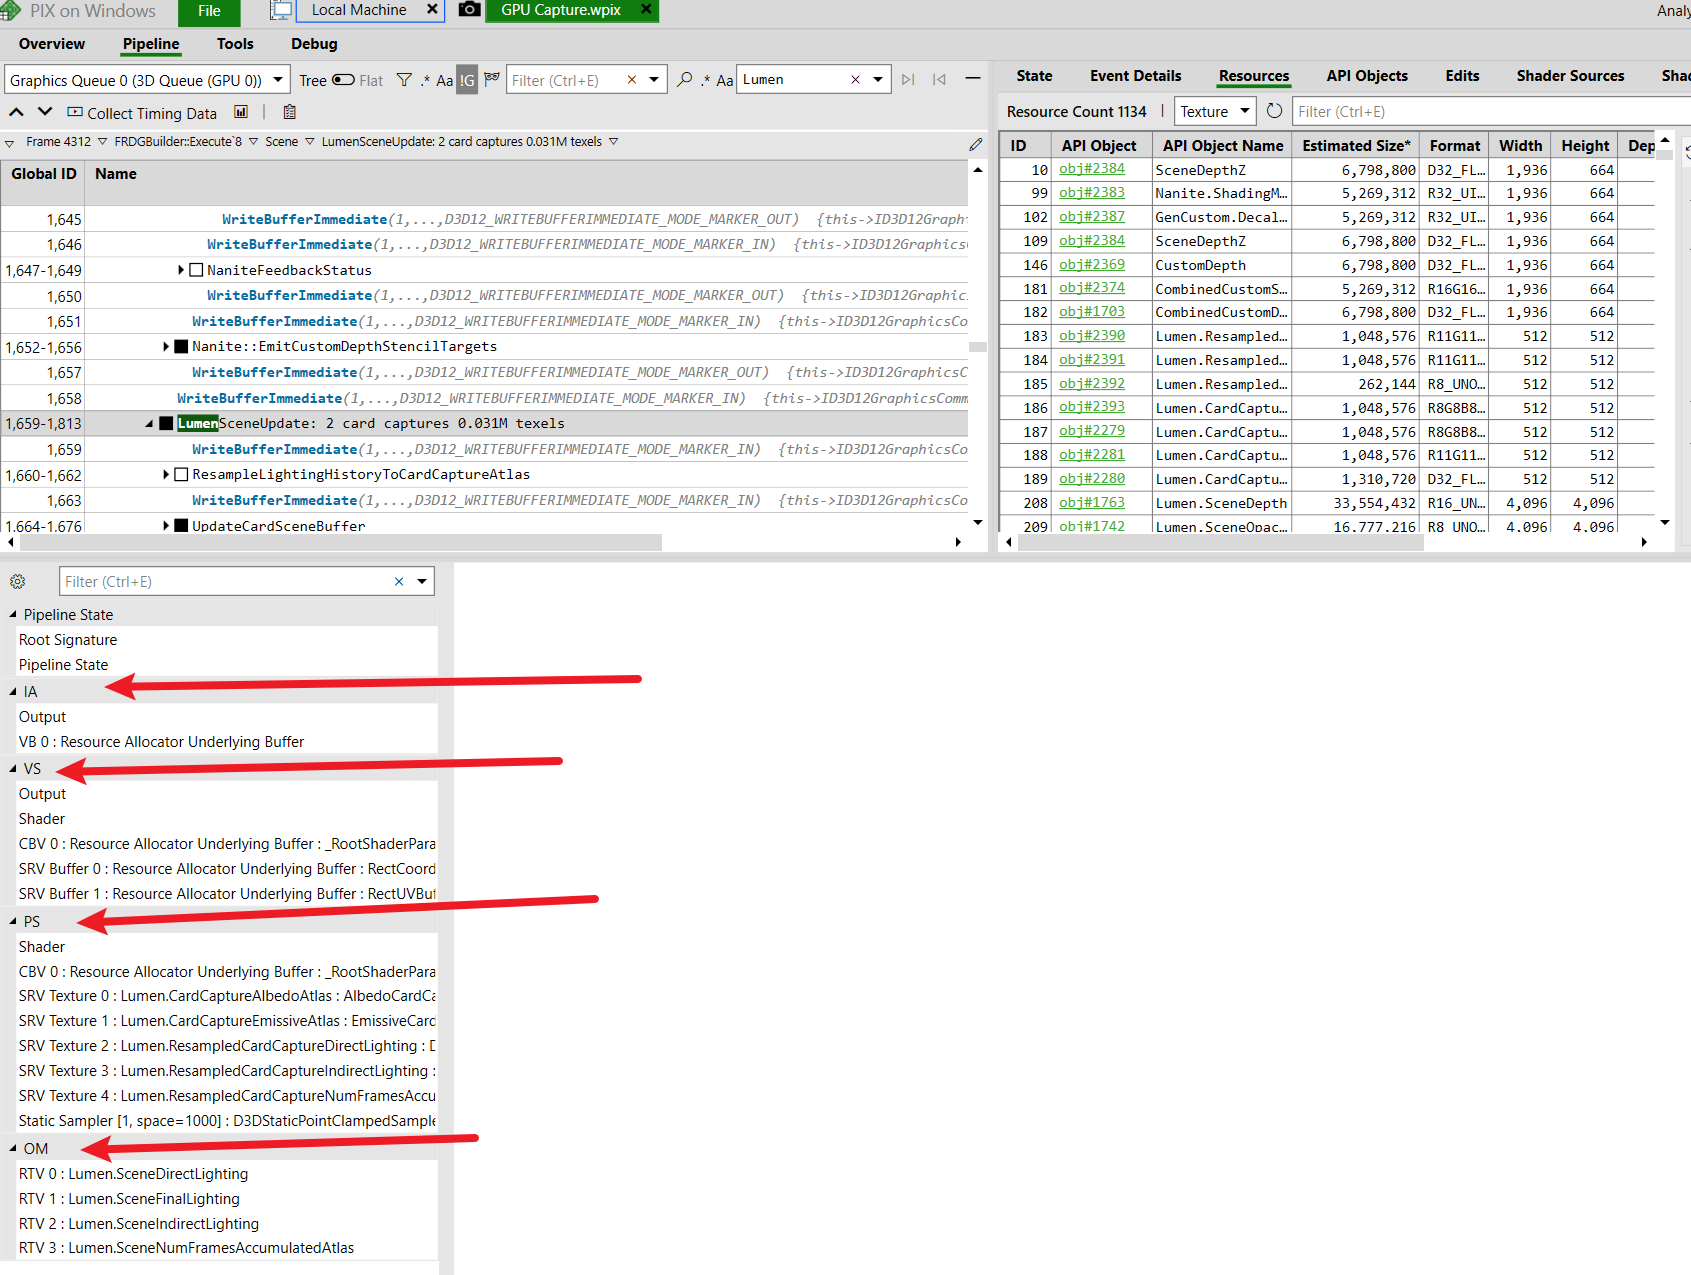 PIX on Windows File Local Machine GPU Capture.wpix Analy
Overview Pipeline Tools Debug
Graphics Queue 0 (3D Queue (GPU 0)) Tree Flat .* Aa !G Filter (Ctrl+E) .* Aa Lumen
Collect Timing Data
Frame 4312 FRDGBuilder::Execute`8 Scene LumenSceneUpdate: 2 card captures 0.031M texels
Global ID Name
1,645 WriteBufferImmediate(1,...,D3D12_WRITEBUFFERIMMEDIATE_MODE_MARKER_OUT) {this->ID3D12Graph
1,646 WriteBufferImmediate(1,...,D3D12_WRITEBUFFERIMMEDIATE_MODE_MARKER_IN) {this->ID3D12Graphics
1,647-1,649 NaniteFeedbackStatus
1,650 WriteBufferImmediate(1,...,D3D12_WRITEBUFFERIMMEDIATE_MODE_MARKER_OUT) {this->ID3D12Graphic
1,651 WriteBufferImmediate(1,...,D3D12_WRITEBUFFERIMMEDIATE_MODE_MARKER_IN) {this->ID3D12GraphicsCo
1,652-1,656 Nanite::EmitCustomDepthStencilTargets
1,657 WriteBufferImmediate(1,...,D3D12_WRITEBUFFERIMMEDIATE_MODE_MARKER_OUT) {this->ID3D12GraphicsC
1,658 WriteBufferImmediate(1,...,D3D12_WRITEBUFFERIMMEDIATE_MODE_MARKER_IN) {this->ID3D12GraphicsComm
1,659-1,813 LumenSceneUpdate: 2 card captures 0.031M texels
1,659 WriteBufferImmediate(1,...,D3D12_WRITEBUFFERIMMEDIATE_MODE_MARKER_OUT) {this->ID3D12GraphicsCo
1,660-1,662 ResampleLightingHistoryToCardCaptureAtlas
1,663 WriteBufferImmediate(1,...,D3D12_WRITEBUFFERIMMEDIATE_MODE_MARKER_IN) {this->ID3D12GraphicsCo
1,664-1,676 UpdateCardSceneBuffer
State Event Details Resources API Objects Edits Shader Sources Shad
Resource Count 1134 | Texture Filter (Ctrl+E)
ID API Object API Object Name Estimated Size* Format Width Height Dep
10 obj#2384 SceneDepthZ 6,798,800 D32_FL... 1,936 664
99 obj#2383 Nanite.ShadingM... 5,269,312 R32_UI... 1,936 664
102 obj#2387 GenCustom.Decal... 5,269,312 R32_UI... 1,936 664
109 obj#2384 SceneDepthZ 6,798,800 D32_FL... 1,936 664
146 obj#2369 CustomDepth 6,798,800 D32_FL... 1,936 664
181 obj#2374 CombinedCustomS... 5,269,312 R16G16... 1,936 664
182 obj#1703 CombinedCustomD... 6,798,800 D32_FL... 1,936 664
183 obj#2390 Lumen.Resampled... 1,048,576 R11G11... 512 512
184 obj#2391 Lumen.Resampled... 1,048,576 R11G11... 512 512
185 obj#2392 Lumen.Resampled... 262,144 R8_UNO... 512 512
186 obj#2393 Lumen.CardCaptu... 1,048,576 R8G8B8... 512 512
187 obj#2279 Lumen.CardCaptu... 1,048,576 R8G8B8... 512 512
188 obj#2281 Lumen.CardCaptu... 1,048,576 R11G11... 512 512
189 obj#2280 Lumen.CardCaptu... 1,310,720 D32_FL... 512 512
208 obj#1763 Lumen.SceneDepth 33,554,432 R16_UN... 4,096 4,096
209 obj#1742 Lumen.SceneOpac... 16,777,216 R8_UNO... 4,096 4,096
Filter (Ctrl+E)
Pipeline State
Root Signature
Pipeline State
IA
Output
VB 0 : Resource Allocator Underlying Buffer
VS
Output
Shader
CBV 0 : Resource Allocator Underlying Buffer : _RootShaderPara
SRV Buffer 0 : Resource Allocator Underlying Buffer : RectCoord
SRV Buffer 1 : Resource Allocator Underlying Buffer : RectUVBuf
PS
Shader
CBV 0 : Resource Allocator Underlying Buffer : _RootShaderPara
SRV Texture 0 : Lumen.CardCaptureAlbedoAtlas : AlbedoCardCa
SRV Texture 1 : Lumen.CardCaptureEmissiveAtlas : EmissiveCard
SRV Texture 2 : Lumen.ResampledCardCaptureDirectLighting : D
SRV Texture 3 : Lumen.ResampledCardCaptureIndirectLighting :
SRV Texture 4 : Lumen.ResampledCardCaptureNumFramesAccu
Static Sampler [1, space=1000] : D3DStaticPointClampedSample
OM
RTV 0 : Lumen.SceneDirectLighting
RTV 1 : Lumen.SceneFinalLighting
RTV 2 : Lumen.SceneIndirectLighting
RTV 3 : Lumen.SceneNumFramesAccumulatedAtlas